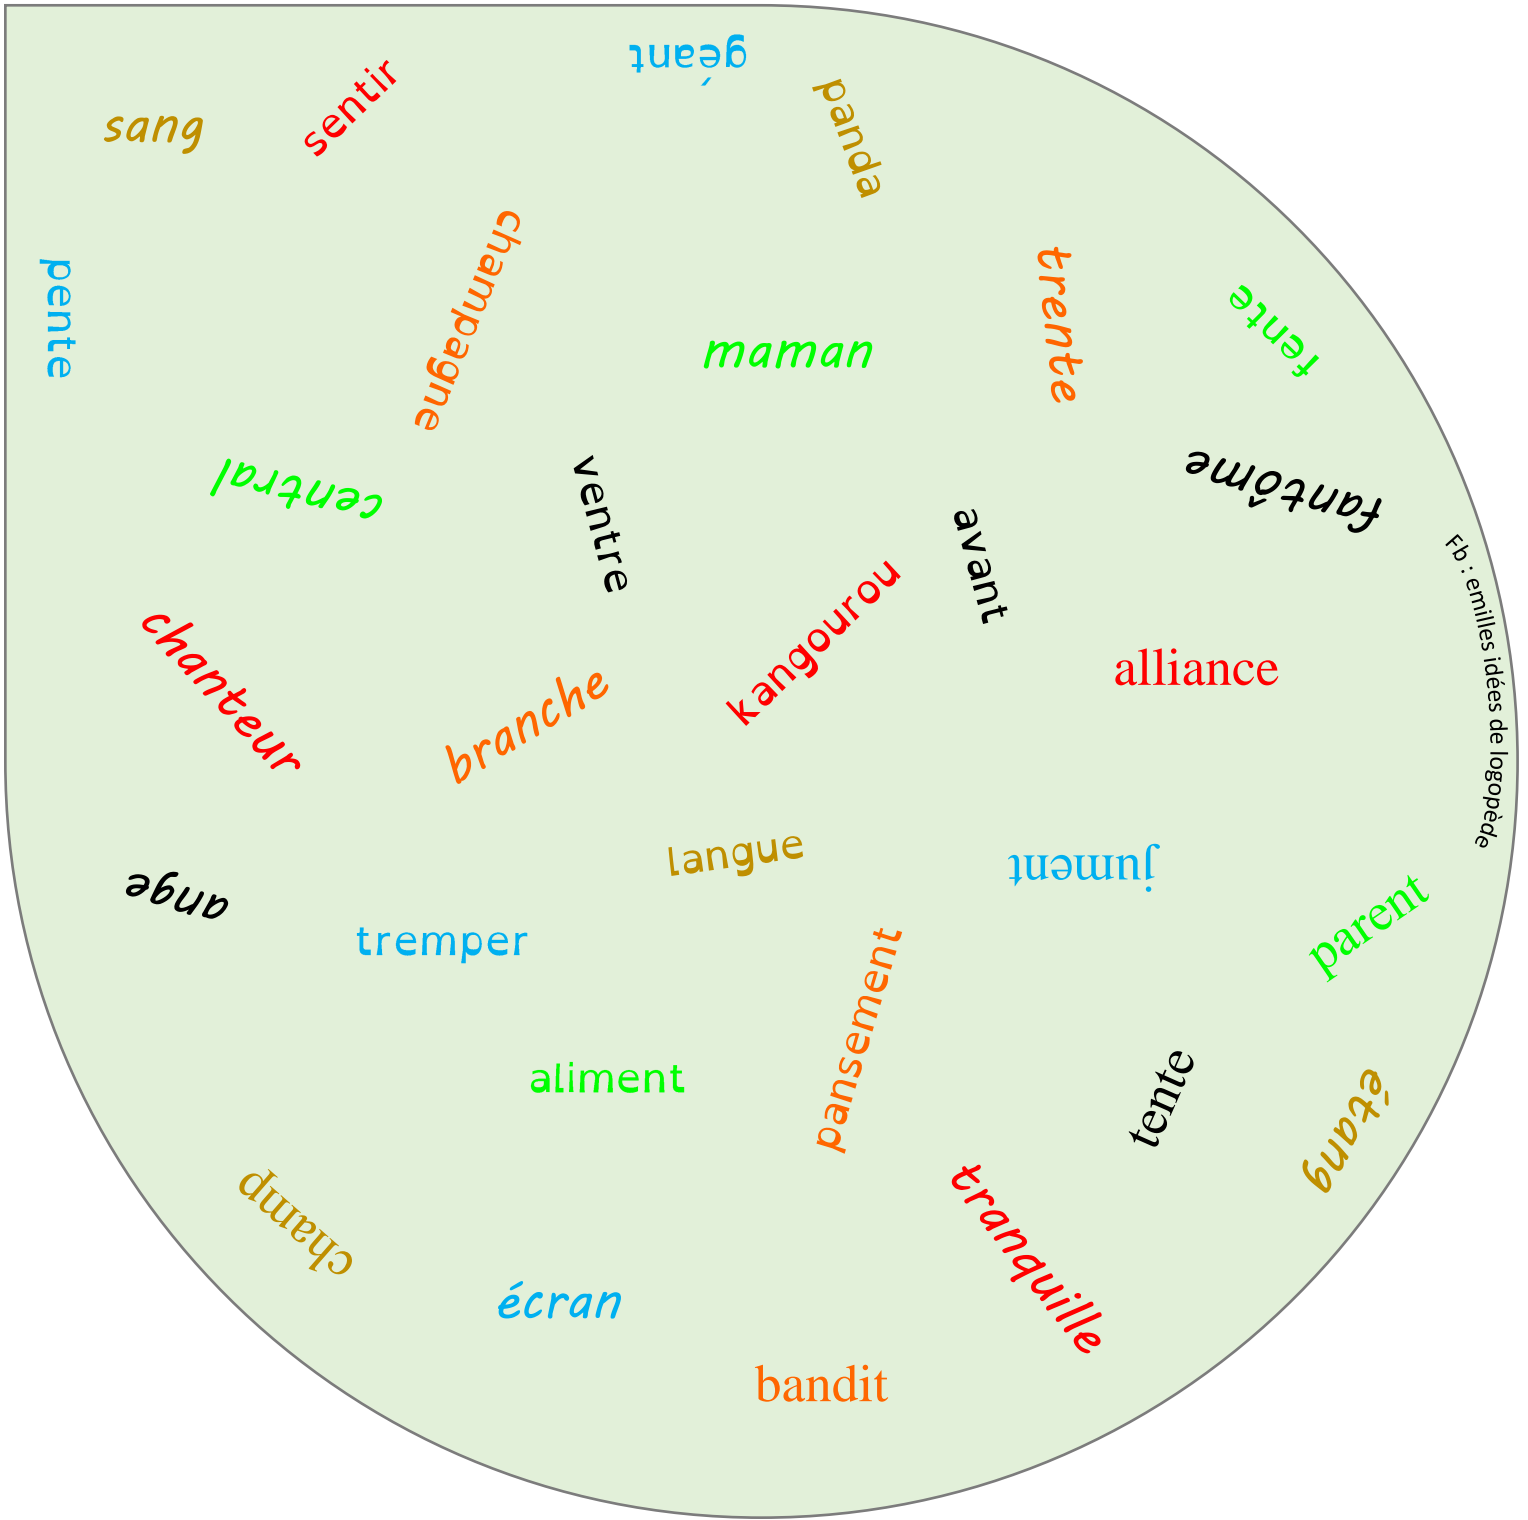 géant
sentir
sang
panda
champagne
pente
trente
fente
maman
central
ventre
fantôme
avant
kangourou
Fb : emilles idées de logopède
chanteur
alliance
branche
langue
jument
ange
tremper
parent
pansement
aliment
tente
étang
champ
tranquille
écran
bandit